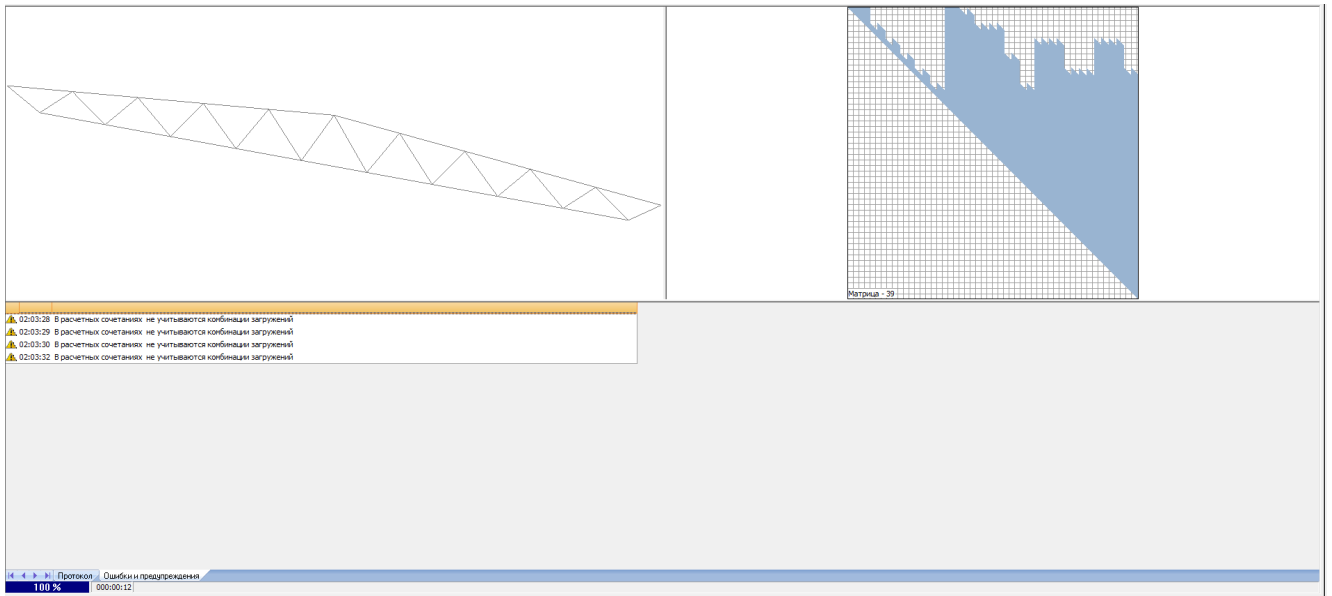 Матрица - 39
02:03:28 В расчетных сочетаниях не учитываются комбинации загружений
02:03:29 В расчетных сочетаниях не учитываются комбинации загружений
02:03:30 В расчетных сочетаниях не учитываются комбинации загружений
02:03:32 В расчетных сочетаниях не учитываются комбинации загружений
Протокол Ошибки и предупреждения
100 % 000:00:12